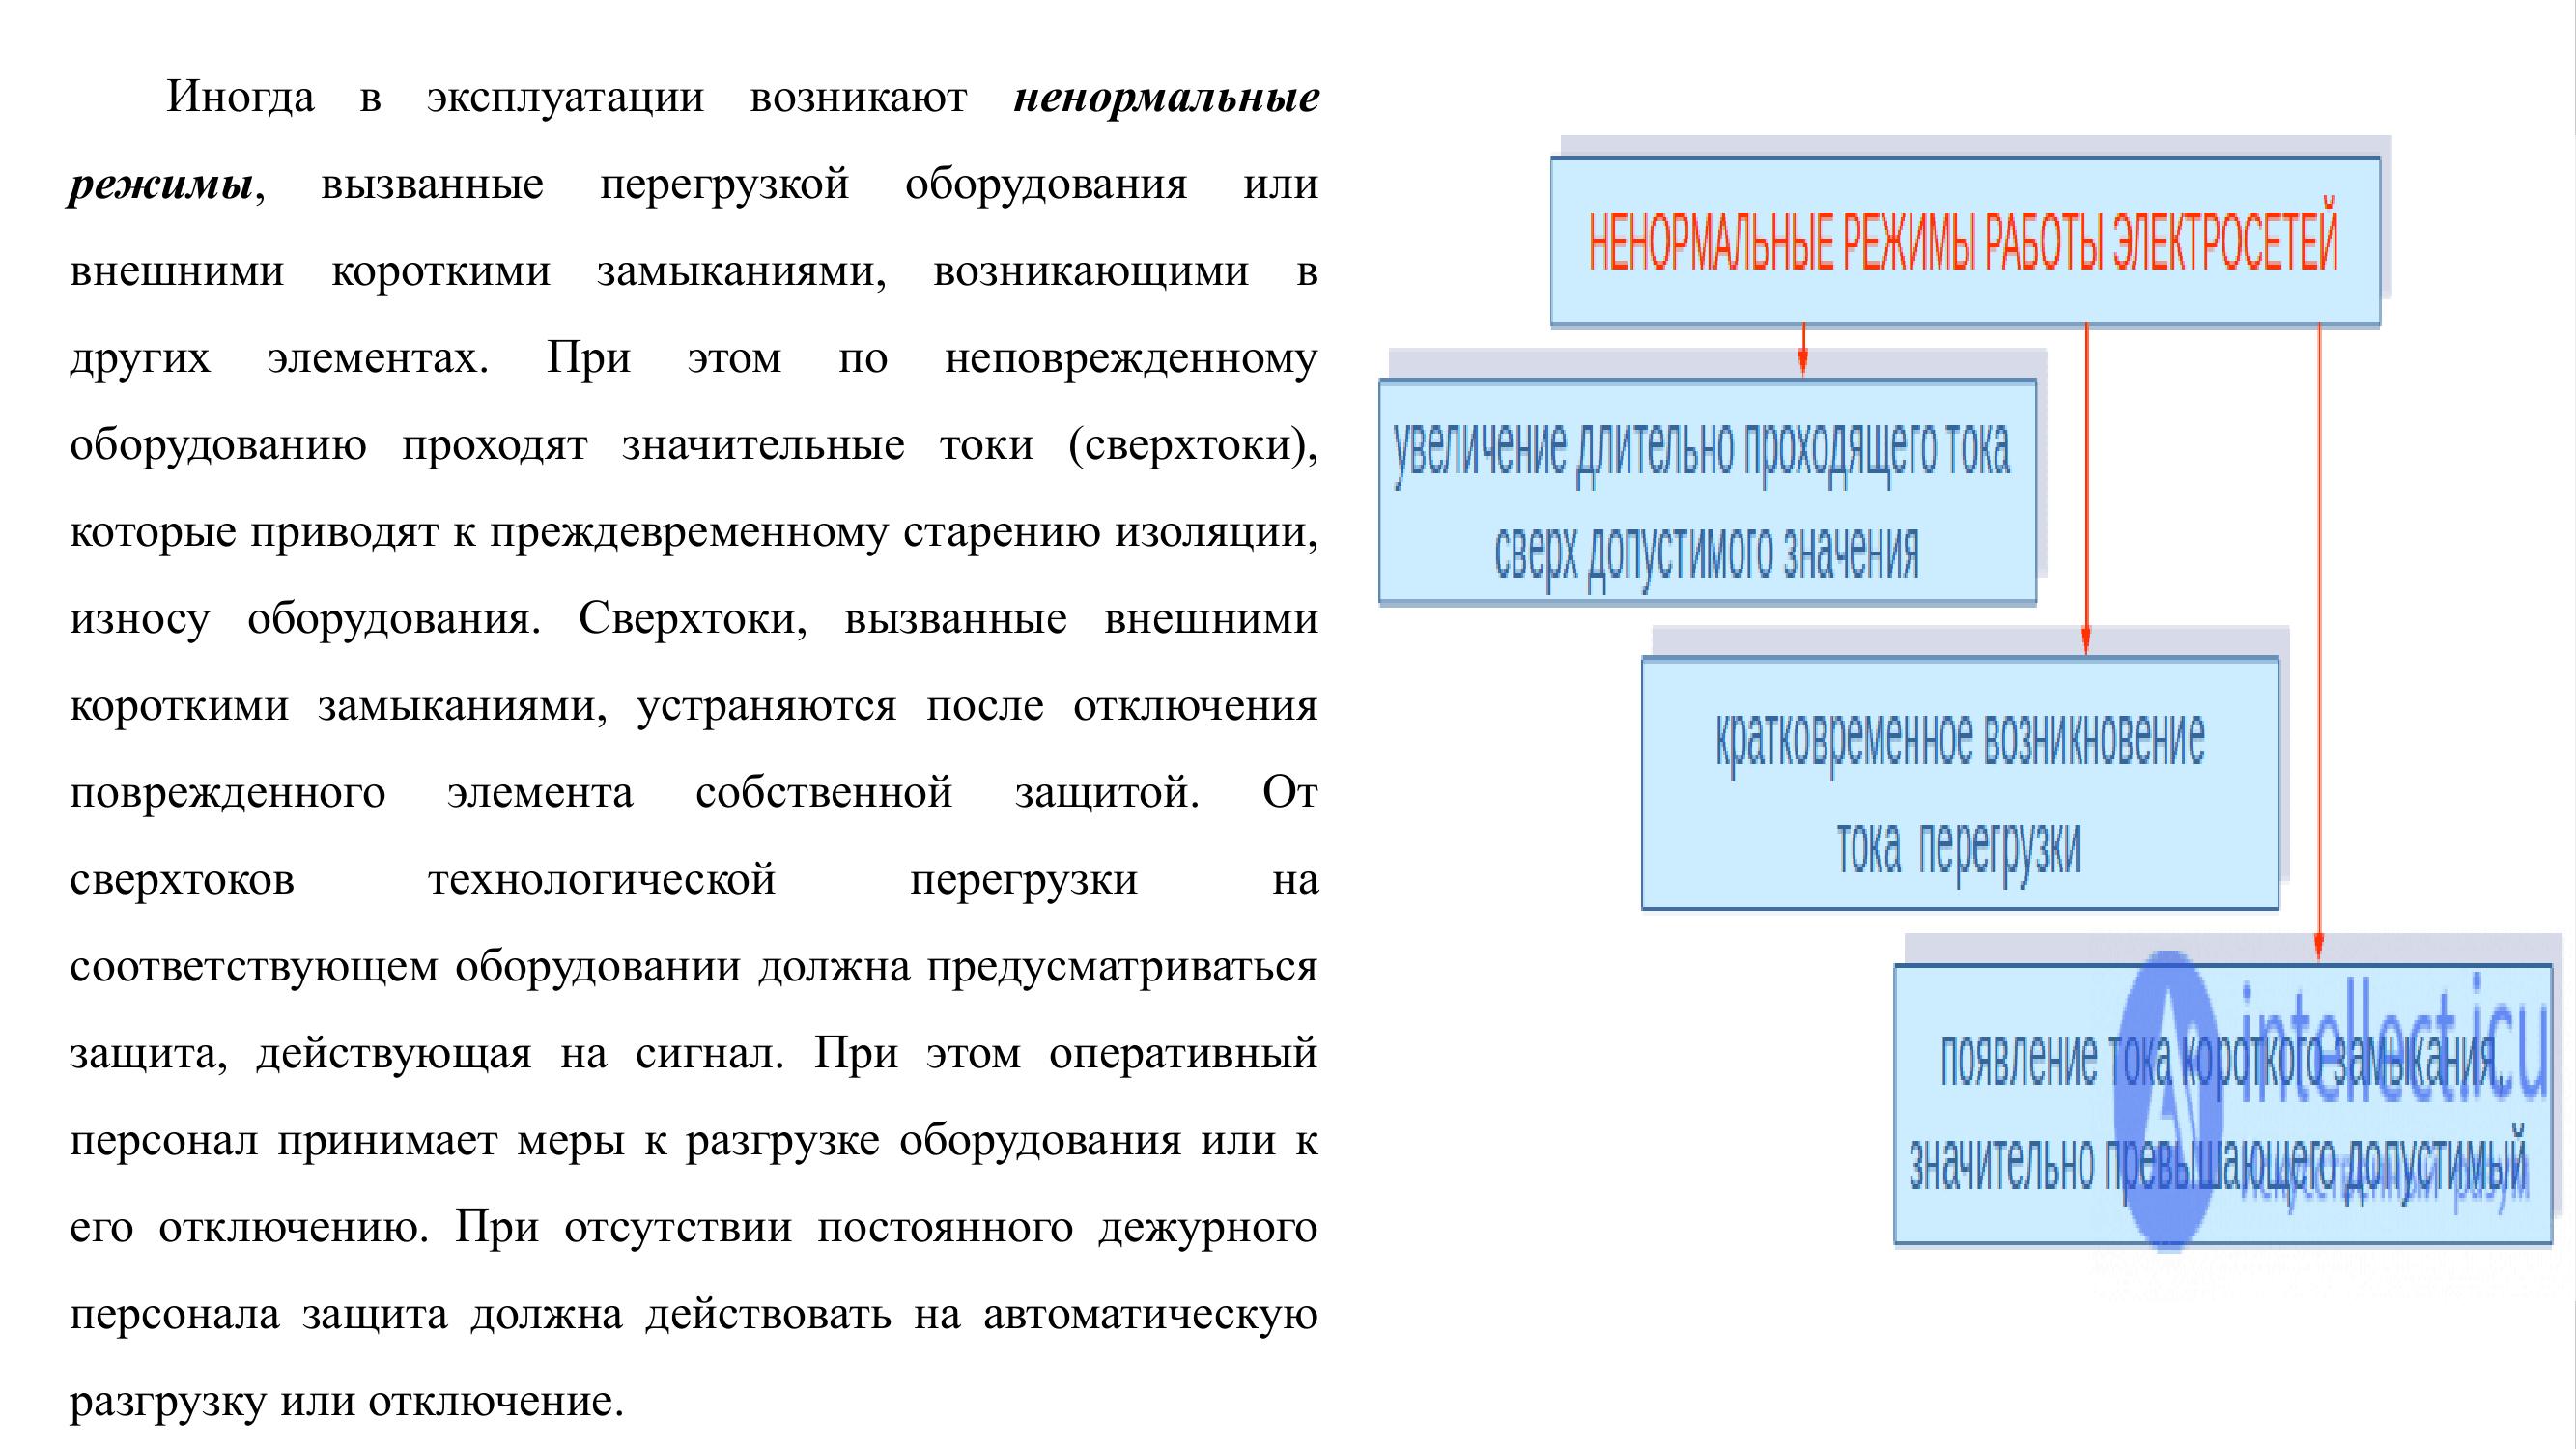 Иногда в эксплуатации возникают ненормальные
режимы, вызванные перегрузкой оборудования или
внешними короткими замыканиями, возникающими в
других элементах. При этом по неповрежденному
оборудованию проходят значительные токи (сверхтоки),
которые приводят к преждевременному старению изоляции,
износу оборудования. Сверхтоки, вызванные внешними
короткими замыканиями, устраняются после отключения
поврежденного элемента собственной защитой. От
сверхтоков технологической перегрузки на
соответствующем оборудовании должна предусматриваться
защита, действующая на сигнал. При этом оперативный
персонал принимает меры к разгрузке оборудования или к
его отключению. При отсутствии постоянного дежурного
персонала защита должна действовать на автоматическую
разгрузку или отключение.
НЕНОРМАЛЬНЫЕ РЕЖИМЫ РАБОТЫ ЭЛЕКТРОСЕТЕЙ
увеличение длительно проходящего тока
сверх допустимого значения
кратковременное возникновение
тока перегрузки
появление тока короткого замыкания,
значительно превышающего допустимый
intellect.icu